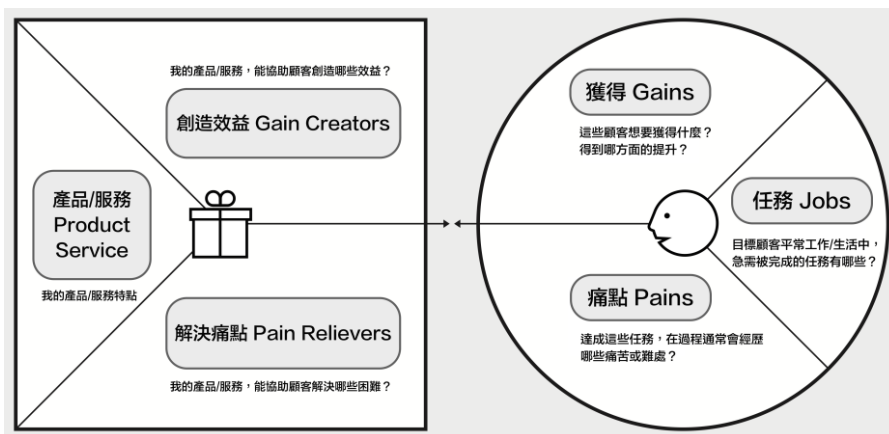 我的產品/服務，能協助顧客創造哪些效益？
創造效益 Gain Creators
產品/服務
Product
Service
我的產品/服務特點
解決痛點 Pain Relievers
我的產品/服務，能協助顧客解決哪些困難？
獲得 Gains
這些顧客想要獲得什麼？
得到哪方面的提升？
任務 Jobs
目標顧客平常工作/生活中，
急需被完成的任務有哪些？
痛點 Pains
達成這些任務，在過程通常會經歷
哪些痛苦或難處？